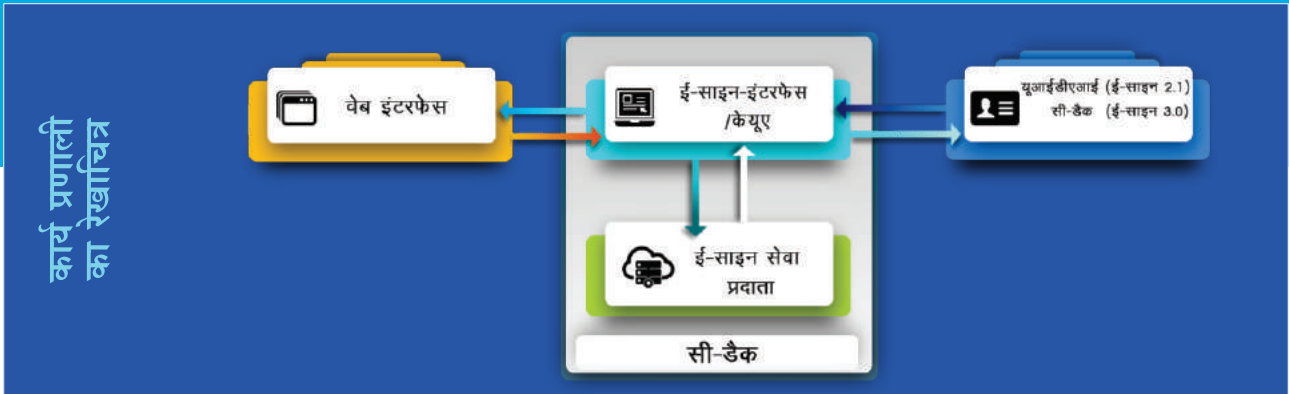 कार्य प्रणाली
का रेखाचित्र
वेब इंटरफेस
ई-साइन-इंटरफेस
/केयूए
यूआईडीएआई (ई-साइन 2.1)
सी-डैक (ई-साइन 3.0)
ई-साइन सेवा
प्रदाता
सी-डैक